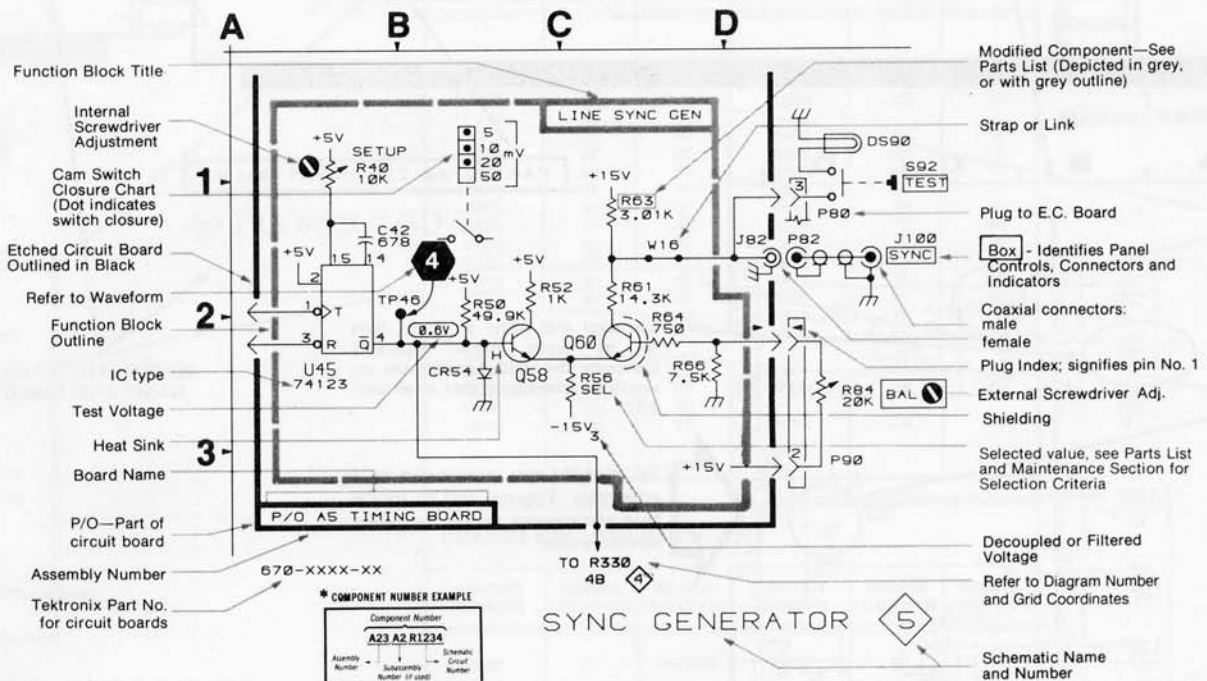 A
B
C
D
Function Block Title
Internal
Screwdriver
Adjustment
Cam Switch
Closure Chart
(Dot indicates
switch closure)
Etched Circuit Board
Outlined in Black
Refer to Waveform
Function Block
Outline
IC type
Test Voltage
Heat Sink
Board Name
P/O—Part of
circuit board
Assembly Number
Tektronix Part No.
for circuit boards
1
2
3
LINE SYNC GEN
+5V
SETUP
R40
10K
5
10
20
50
mV
+15V
R63
3.01K
C42
678
+5V
15
14
2
4
W16
+5V
+5V
1
T
TP46
R50
49.9K
R52
1K
R61
14.3K
0.6V
R64
750
3
R
Q
4
Q60
U45
74123
CR54
H
Q58
R56
SEL
R66
7.5K
-15V
3
+15V
2
P90
P/O A5 TIMING BOARD
670-XXXX-XX
TO R330
4B
4
DS90
S92
TEST
3
P80
J82
P82
J100
SYNC
R84
20K
BAL
Modified Component—See
Parts List (Depicted in grey,
or with grey outline)
Strap or Link
Plug to E.C. Board
Box - Identifies Panel
Controls, Connectors and
Indicators
Coaxial connectors:
male
female
Plug Index; signifies pin No. 1
External Screwdriver Adj.
Shielding
Selected value, see Parts List
and Maintenance Section for
Selection Criteria
Decoupled or Filtered
Voltage
Refer to Diagram Number
and Grid Coordinates
Schematic Name
and Number
* COMPONENT NUMBER EXAMPLE
Component Number
A23 A2 R1234
Assembly
Number
Subassembly
Number (if used)
Schematic
Circuit
Number
SYNC GENERATOR
5